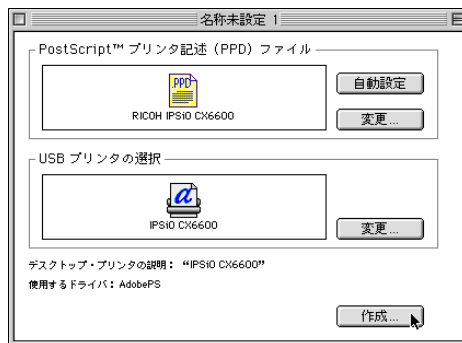 名称未設定 1
PostScript™ プリンタ記述（PPD）ファイル
PPD
RICOH IPSiO CX6600
自動設定
変更...
USB プリンタの選択
a
IPSiO CX6600
変更...
デスクトップ・プリンタの説明： “IPSiO CX6600”
使用するドライバ：AdobePS
作成...